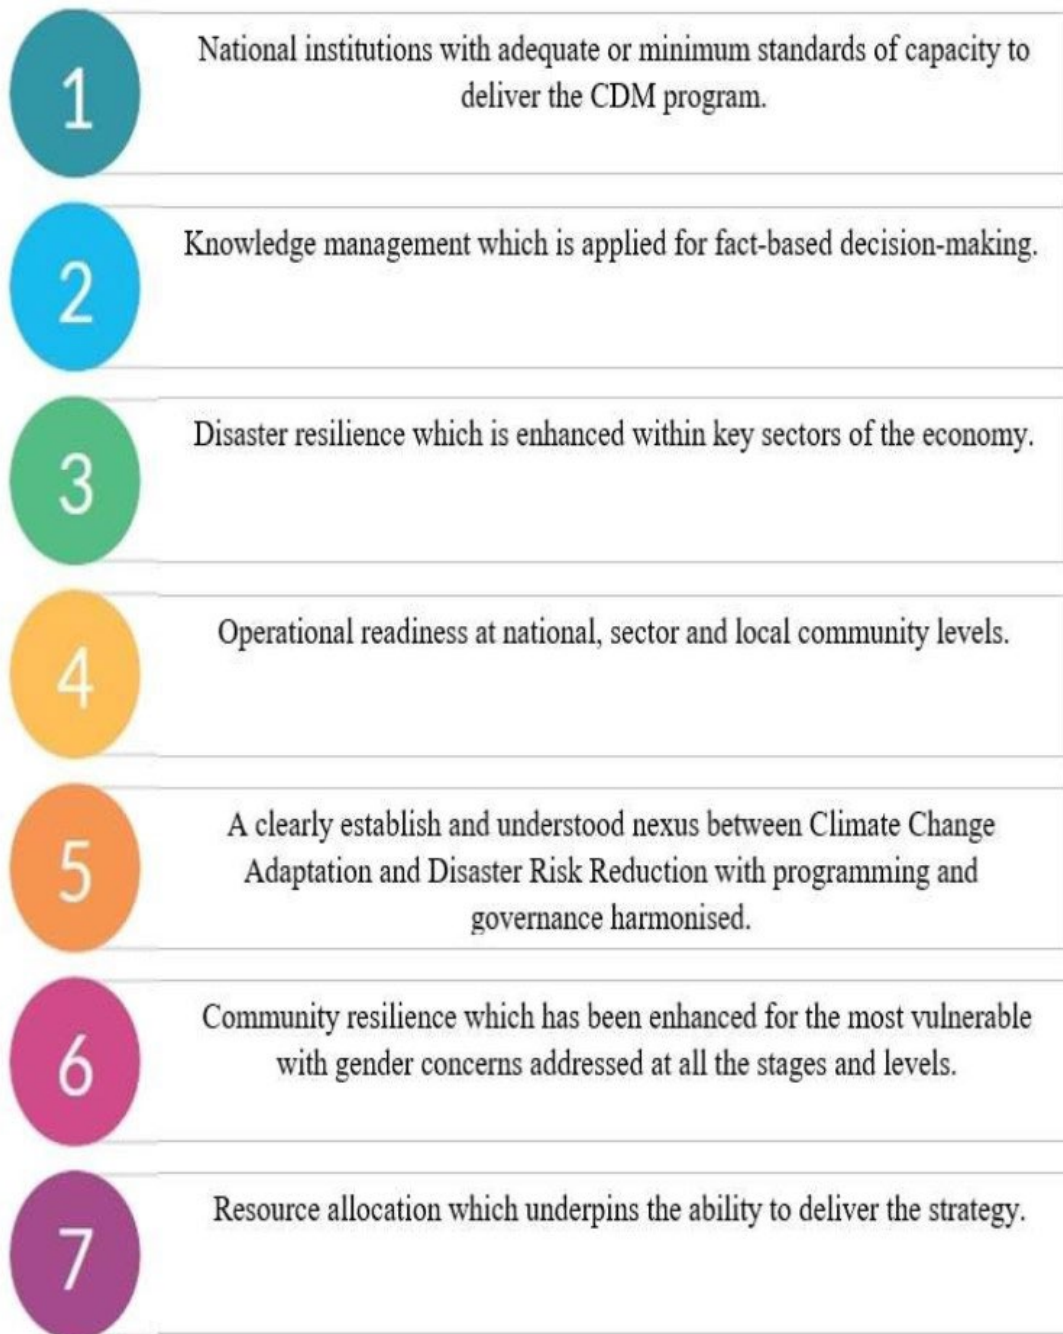 1
National institutions with adequate or minimum standards of capacity to
deliver the CDM program.
2
Knowledge management which is applied for fact-based decision-making.
3
Disaster resilience which is enhanced within key sectors of the economy.
4
Operational readiness at national, sector and local community levels.
5
A clearly establish and understood nexus between Climate Change
Adaptation and Disaster Risk Reduction with programming and
governance harmonised.
6
Community resilience which has been enhanced for the most vulnerable
with gender concerns addressed at all the stages and levels.
7
Resource allocation which underpins the ability to deliver the strategy.